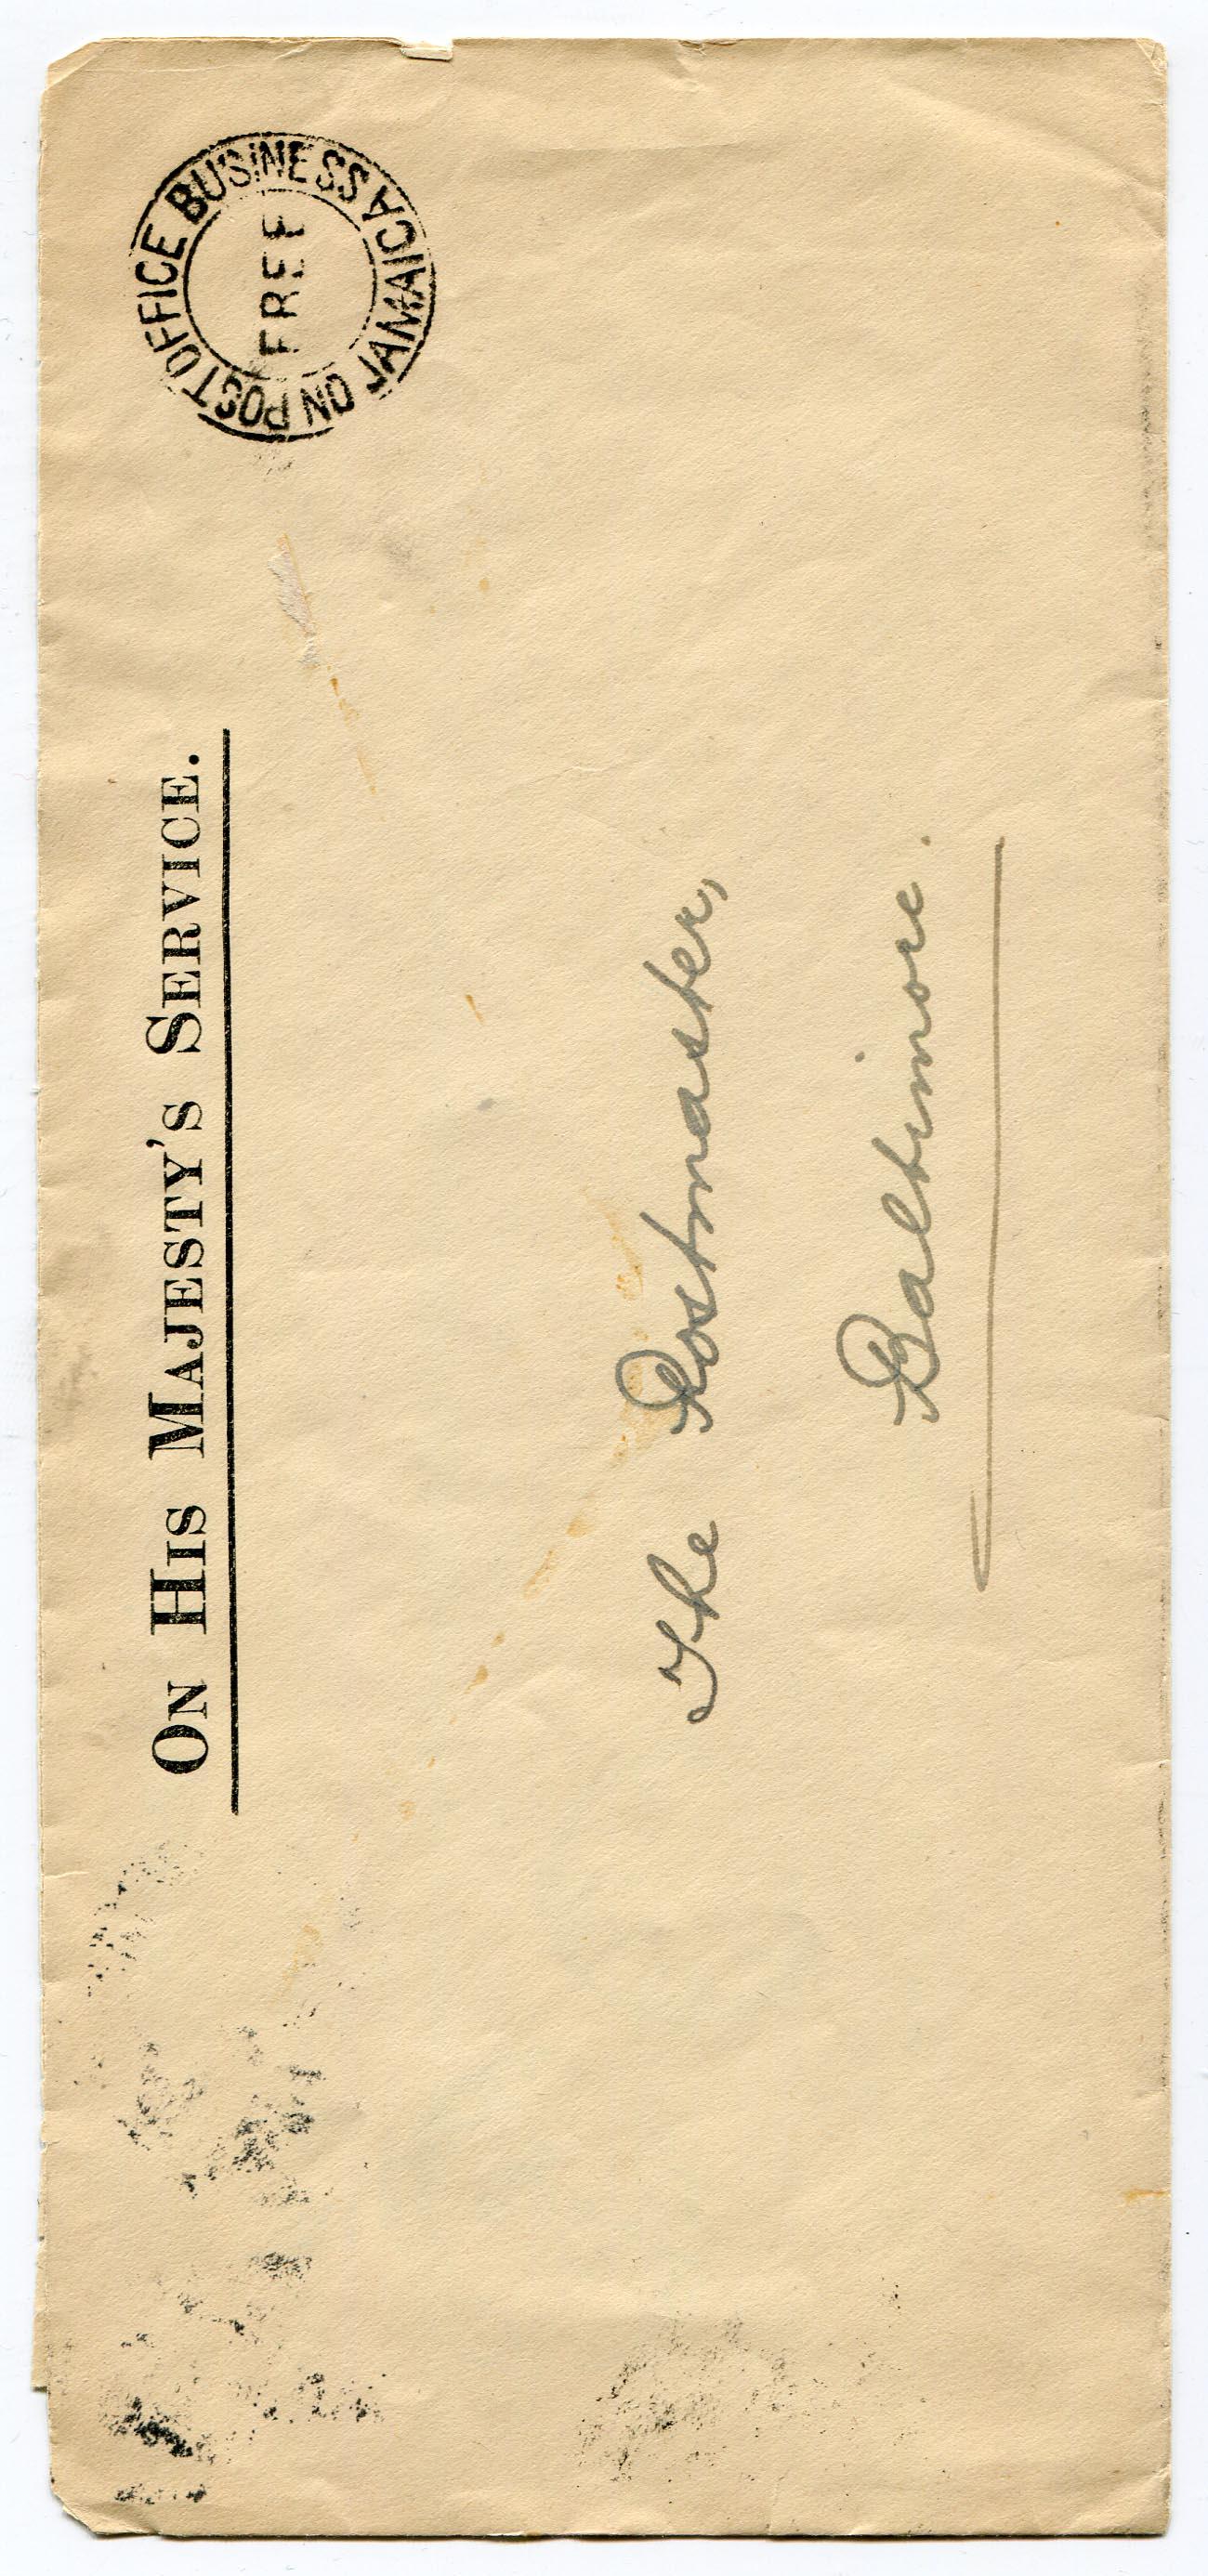 ON HIS MAJESTY'S SERVICE.
ON POST OFFICE BUSINESS JAMAICA
FREE
The Postmaster,
Baltimore.